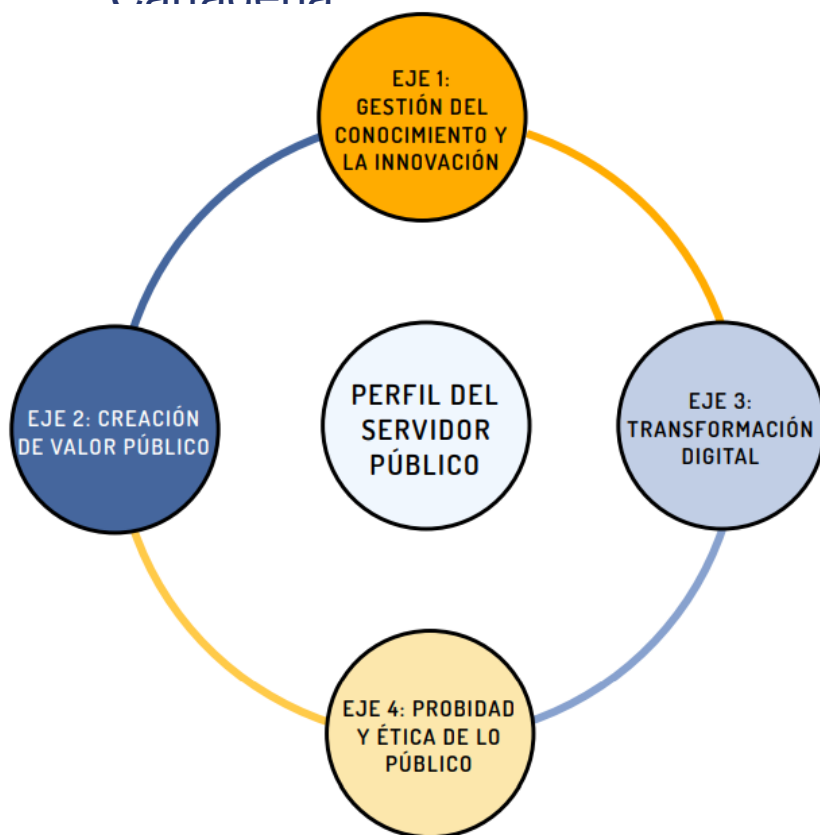 EJE 1:
GESTIÓN DEL
CONOCIMIENTO Y
LA INNOVACIÓN
EJE 2: CREACIÓN
DE VALOR PÚBLICO
PERFIL DEL
SERVIDOR
PÚBLICO
EJE 3:
TRANSFORMACIÓN
DIGITAL
EJE 4: PROBIDAD
Y ÉTICA DE LO
PÚBLICO